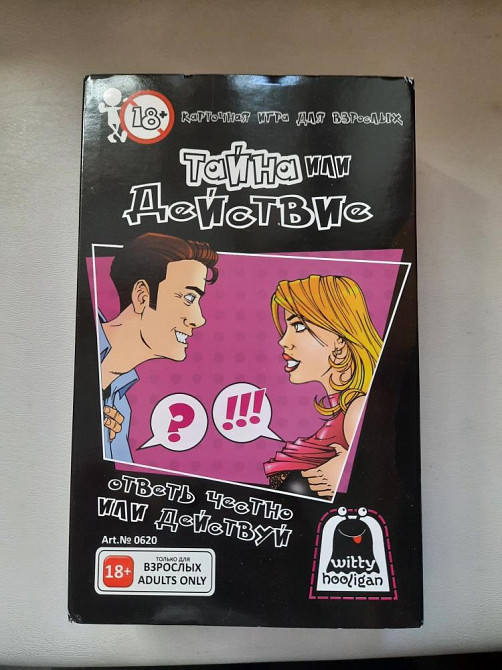 18+
карточная игра для взрослых
тайна или
действие
?
!!!
ответь честно
или действуй
Art.№ 0620
18+
ТОЛЬКО ДЛЯ
ВЗРОСЛЫХ
ADULTS ONLY
witty
hooligan